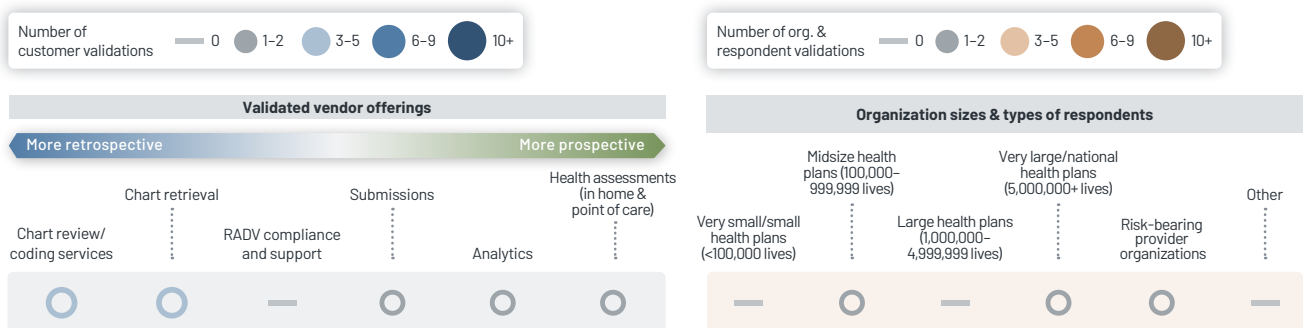 Number of
customer validations
0
1–2
3–5
6–9
10+
Number of org. &
respondent validations
0
1–2
3–5
6–9
10+
Validated vendor offerings
More retrospective
More prospective
Chart review/
coding services
Chart retrieval
RADV compliance
and support
Submissions
Analytics
Health assessments
(in home &
point of care)
Organization sizes & types of respondents
Very small/small
health plans
(<100,000 lives)
Midsize health
plans (100,000–
999,999 lives)
Large health plans
(1,000,000–
4,999,999 lives)
Very large/national
health plans
(5,000,000+ lives)
Risk-bearing
provider
organizations
Other